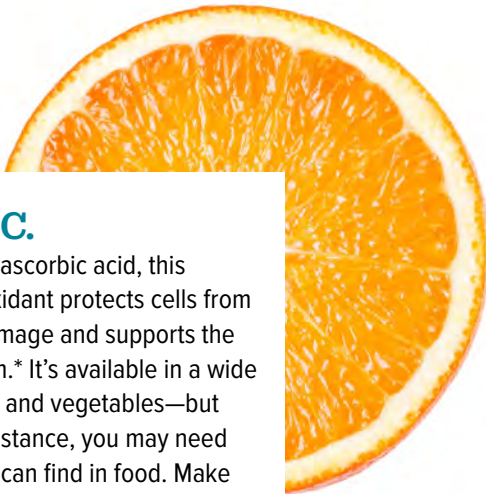 C.
ascorbic acid, this
idant protects cells from
mage and supports the
.* It’s available in a wide
and vegetables—but
stance, you may need
can find in food. Make